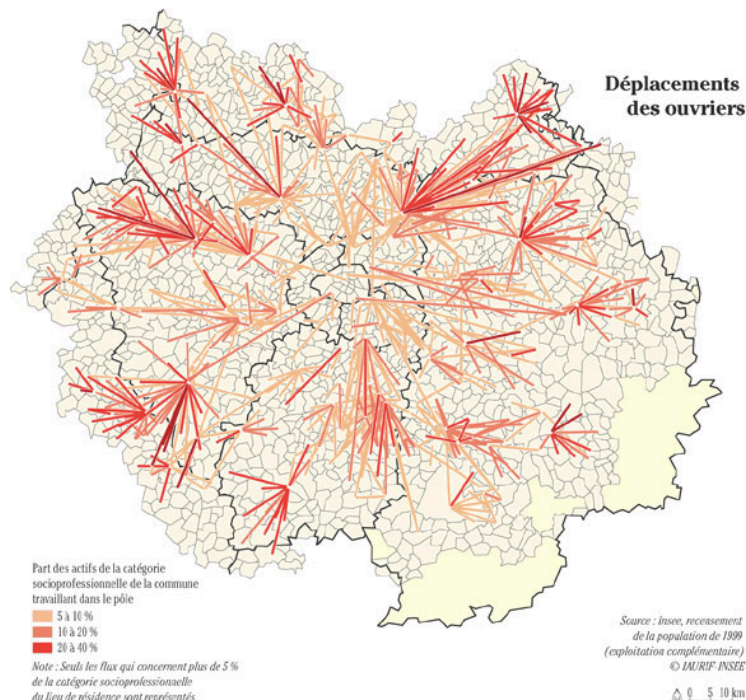 Déplacements
des ouvriers
Part des actifs de la catégorie
socioprofessionnelle de la commune
travaillant dans le pôle
5 à 10 %
10 à 20 %
20 à 40 %
Note : Seuls les flux qui concernent plus de 5 %
de la catégorie socioprofessionnelle
du lieu de résidence sont représentés
Source : insee, recensement
de la population de 1999
(exploitation complémentaire)
© IAURIF INSEE
0 5 10 km